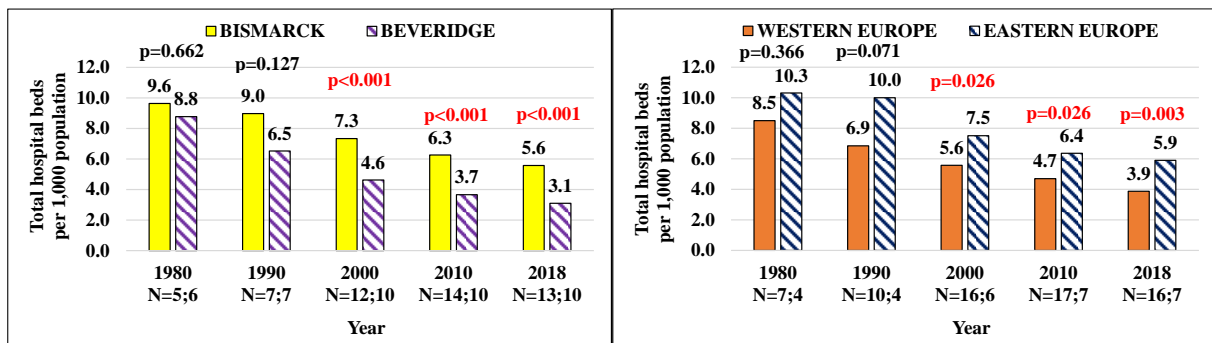 BISMARCK BEVERIDGE
p=0.662
p=0.127
p<0.001
p<0.001 p<0.001
Total hospital beds
per 1,000 population
12.0
10.0
8.0
6.0
4.0
2.0
0.0
9.6 8.8
9.0 6.5
7.3 4.6
6.3 3.7
5.6 3.1
1980 1990 2000 2010 2018
N=5;6 N=7;7 N=12;10 N=14;10 N=13;10
Year
WESTERN EUROPE EASTERN EUROPE
p=0.366 p=0.071
p=0.026
p=0.026 p=0.003
Total hospital beds
per 1,000 population
12.0
10.0
8.0
6.0
4.0
2.0
0.0
8.5 10.3
6.9 10.0
5.6 7.5
4.7 6.4
3.9 5.9
1980 1990 2000 2010 2018
N=7;4 N=10;4 N=16;6 N=17;7 N=16;7
Year